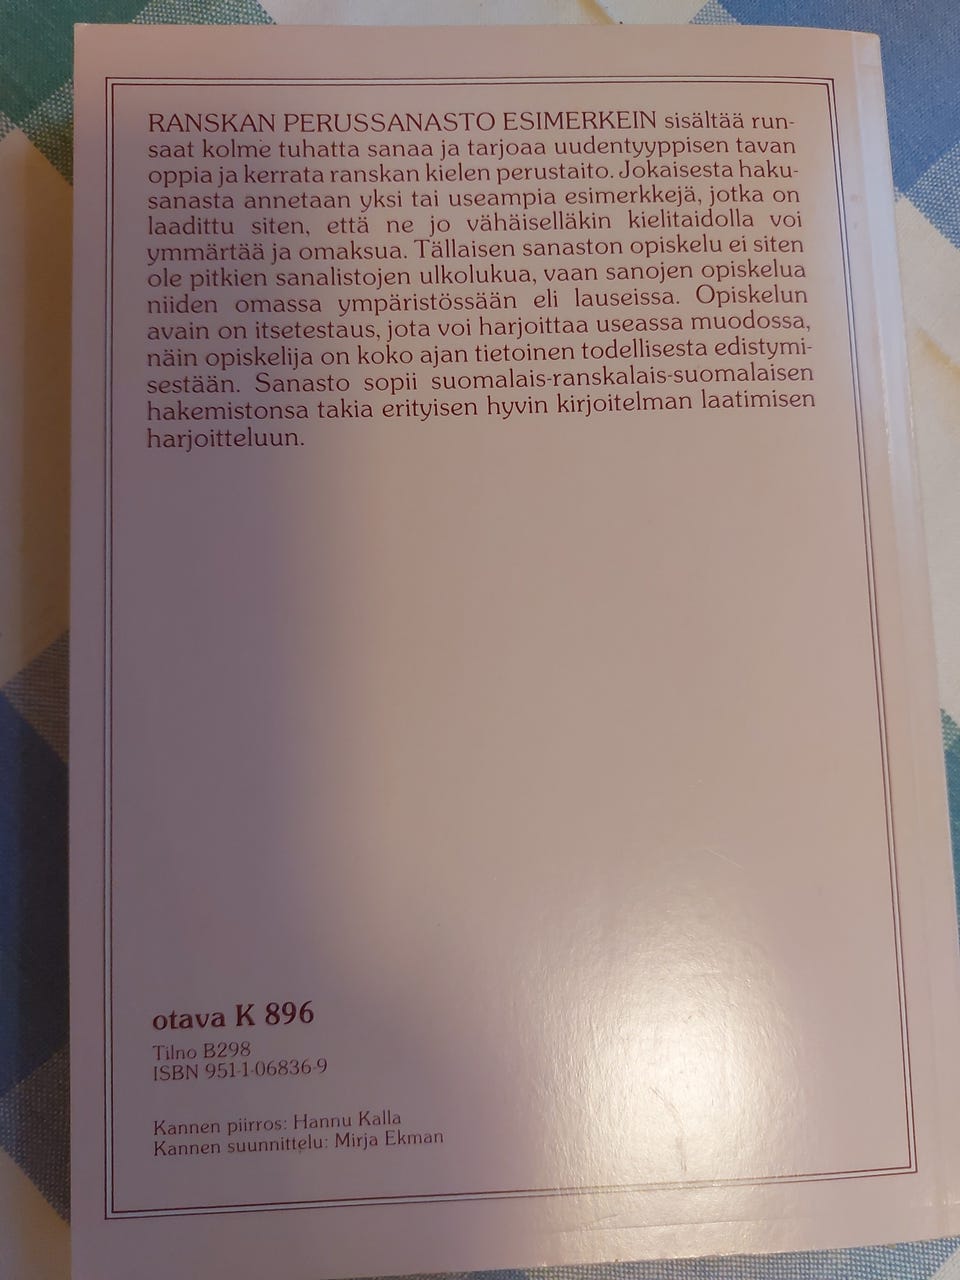 RANSKAN PERUSSANASTO ESIMERKEIN sisältää run-
saat kolme tuhatta sanaa ja tarjoaa uudentyyppisen tavan
oppia ja kerrata ranskan kielen perustaito. Jokaisesta haku-
sanasta annetaan yksi tai useampia esimerkkejä, jotka on
laadittu siten, että ne jo vähäiselläkin kielitaidolla voi
ymmärtää ja omaksua. Tällaisen sanaston opiskelu ei siten
ole pitkien sanalistojen ulkolukua, vaan sanojen opiskelua
niiden omassa ympäristössään eli lauseissa. Opiskelun
avain on itsetestaus, jota voi harjoittaa useassa muodossa,
näin opiskelija on koko ajan tietoinen todellisesta edistymi-
sestään. Sanasto sopii suomalais-ranskalais-suomalaisen
hakemistonsa takia erityisen hyvin kirjoitelman laatimisen
harjoitteluun.
otava K 896
Tilno B298
ISBN 951-1-06836-9
Kannen piirros: Hannu Kalla
Kannen suunnittelu: Mirja Ekman